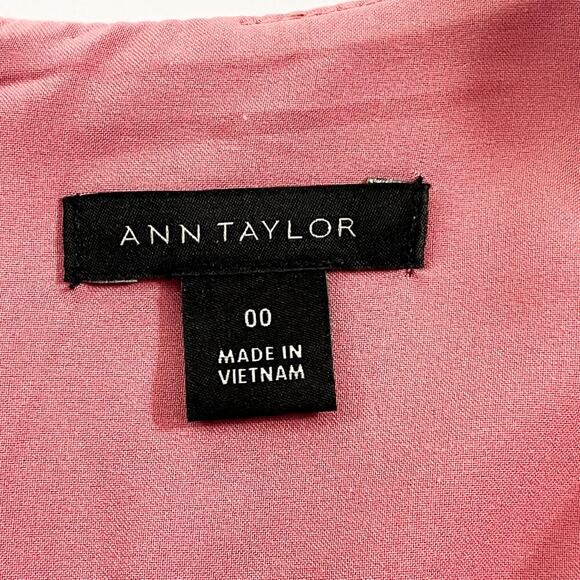 ANN TAYLOR
00
MADE IN
VIETNAM